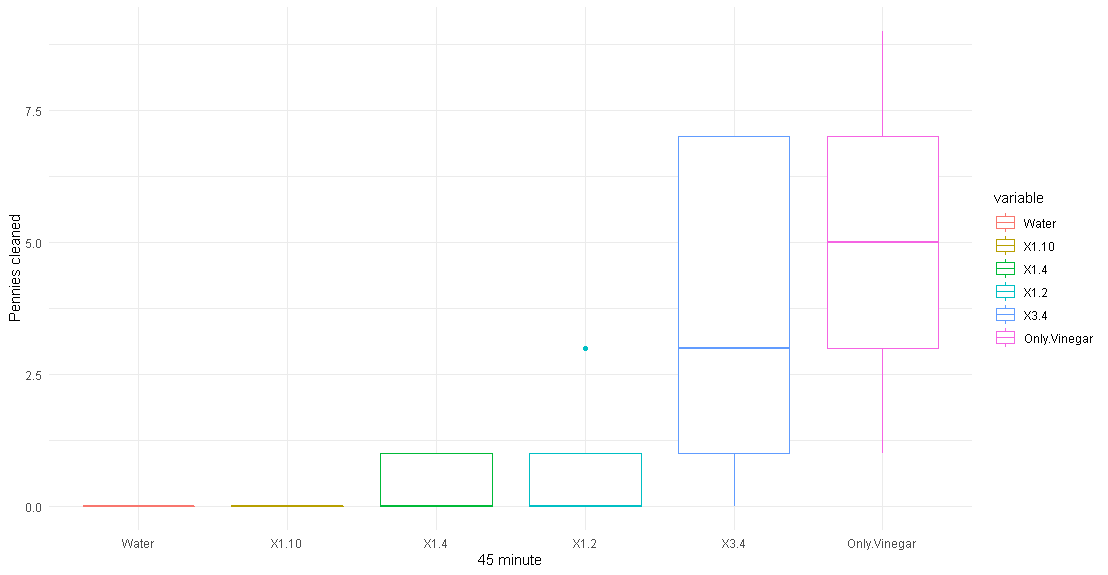 Pennies cleaned
7.5
5.0
2.5
0.0
Water
X1.10
X1.4
X1.2
X3.4
Only.Vinegar
45 minute
variable
Water
X1.10
X1.4
X1.2
X3.4
Only.Vinegar